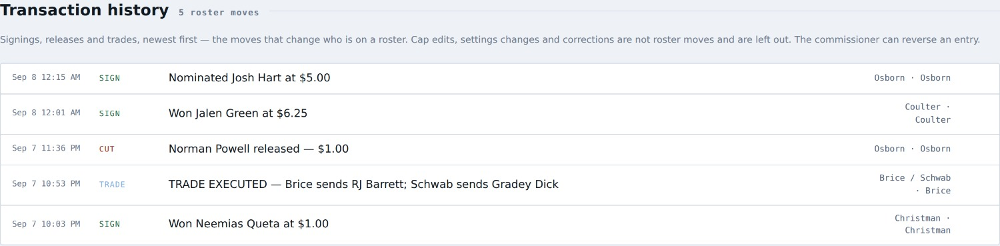 Transaction history 5 roster moves
Signings, releases and trades, newest first — the moves that change who is on a roster. Cap edits, settings changes and corrections are not roster moves and are left out. The commissioner can reverse an entry.
Sep 8 12:15 AM SIGN Nominated Josh Hart at $5.00 Osborn · Osborn
Sep 8 12:01 AM SIGN Won Jalen Green at $6.25 Coulter ·
Coulter
Sep 7 11:36 PM CUT Norman Powell released — $1.00 Osborn · Osborn
Sep 7 10:53 PM TRADE TRADE EXECUTED — Brice sends RJ Barrett; Schwab sends Gradey Dick Brice / Schwab
· Brice
Sep 7 10:03 PM SIGN Won Neemias Queta at $1.00 Christman ·
Christman